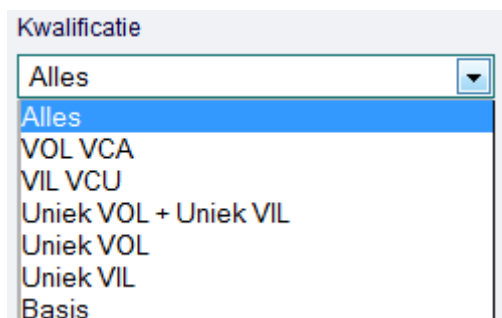 Kwalificatie
Alles
Alles
VOL VCA
VIL VCU
Uniek VOL + Uniek VIL
Uniek VOL
Uniek VIL
Basis